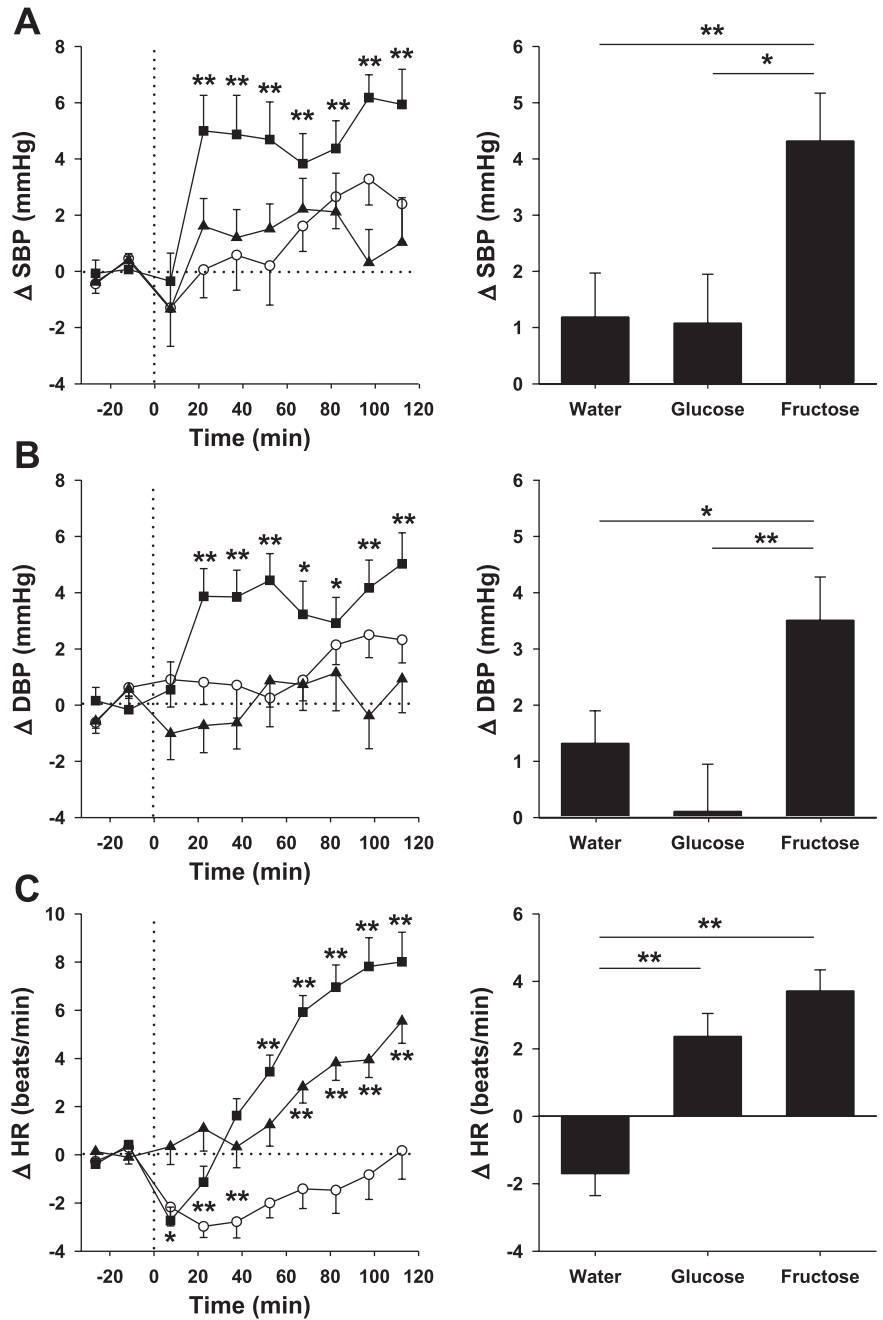 A
Δ SBP (mmHg)
8
6
4
2
0
-2
-4
** ** ** ** ** ** **
-20 0 20 40 60 80 100 120
Time (min)
Δ SBP (mmHg)
6
5
4
3
2
1
0
**
*
Water Glucose Fructose
B
Δ DBP (mmHg)
8
6
4
2
0
-2
-4
** ** ** * * ** **
-20 0 20 40 60 80 100 120
Time (min)
Δ DBP (mmHg)
6
5
4
3
2
1
0
*
**
Water Glucose Fructose
C
Δ HR (beats/min)
10
8
6
4
2
0
-2
-4
** ** ** ** **
** ** ** **
* ** **
-20 0 20 40 60 80 100 120
Time (min)
Δ HR (beats/min)
6
4
2
0
-2
-4
**
**
Water Glucose Fructose